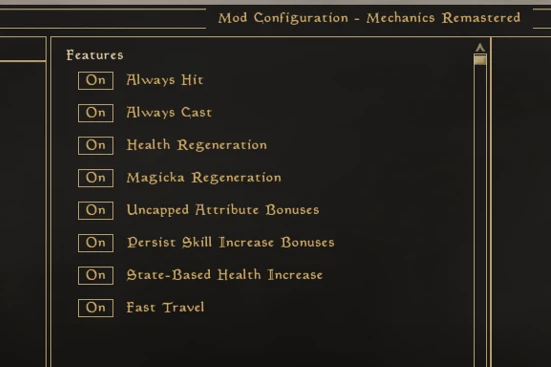 Mod Configuration - Mechanics Remastered
Features
On Always Hit
On Always Cast
On Health Regeneration
On Magicka Regeneration
On Uncapped Attribute Bonuses
On Persist Skill Increase Bonuses
On State-Based Health Increase
On Fast Travel